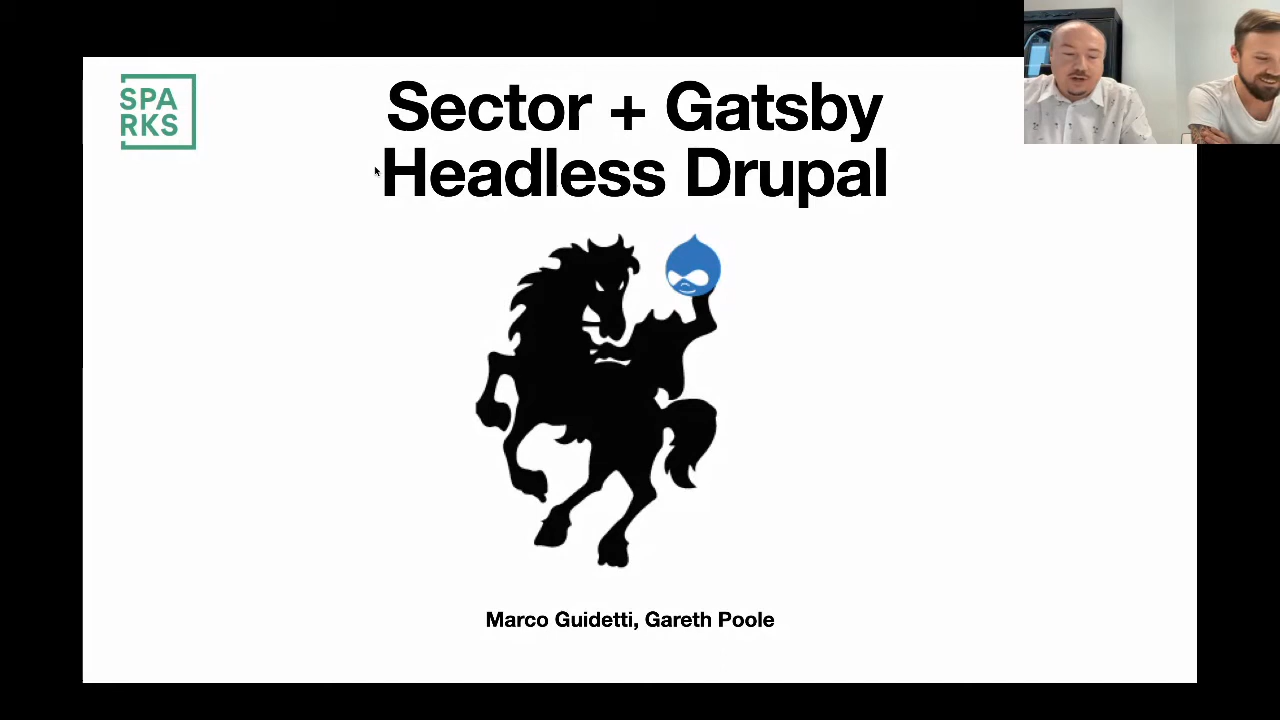 SPA
RKS
Sector + Gatsby
Headless Drupal
Marco Guidetti, Gareth Poole